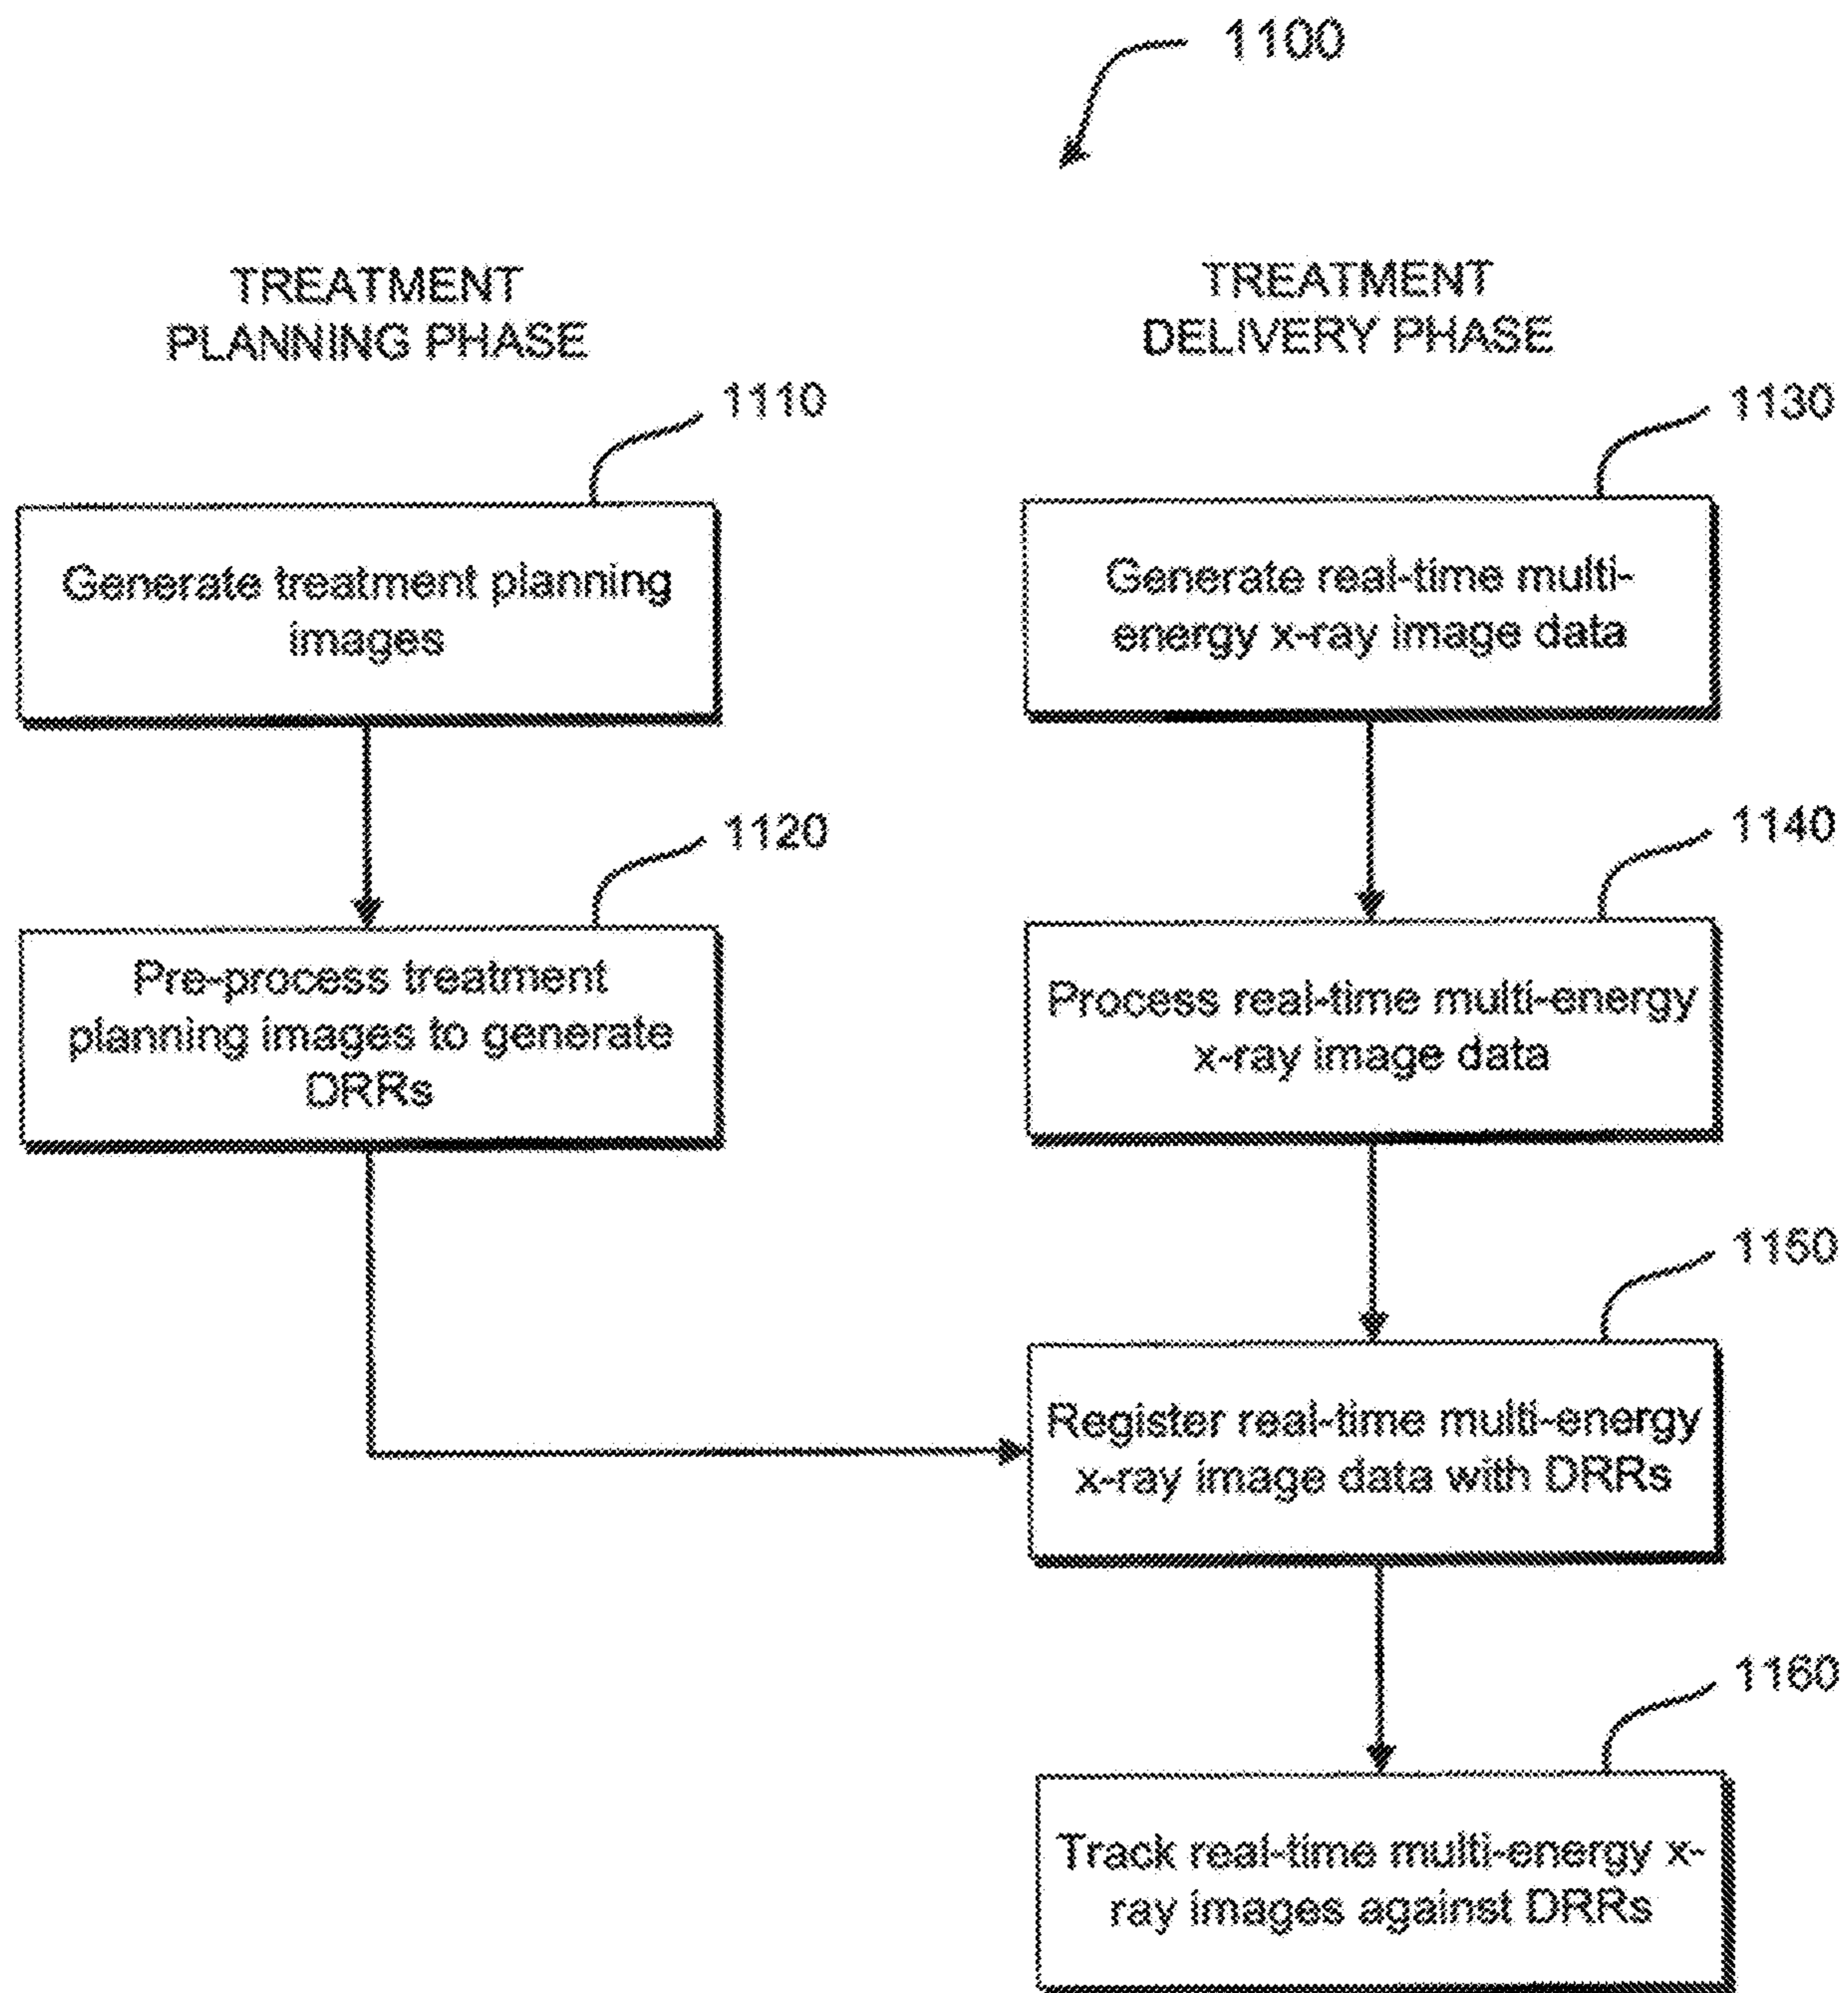 1100
TREATMENT
PLANNING PHASE
1110
Generate treatment planning
images
1120
Pre-process treatment
planning images to generate
DRRs
TREATMENT
DELIVERY PHASE
1130
Generate real-time multi-
energy x-ray image data
1140
Process real-time multi-energy
x-ray image data
1150
Register real-time multi-energy
x-ray image data with DRRs
1160
Track real-time multi-energy x-
ray images against DRRs